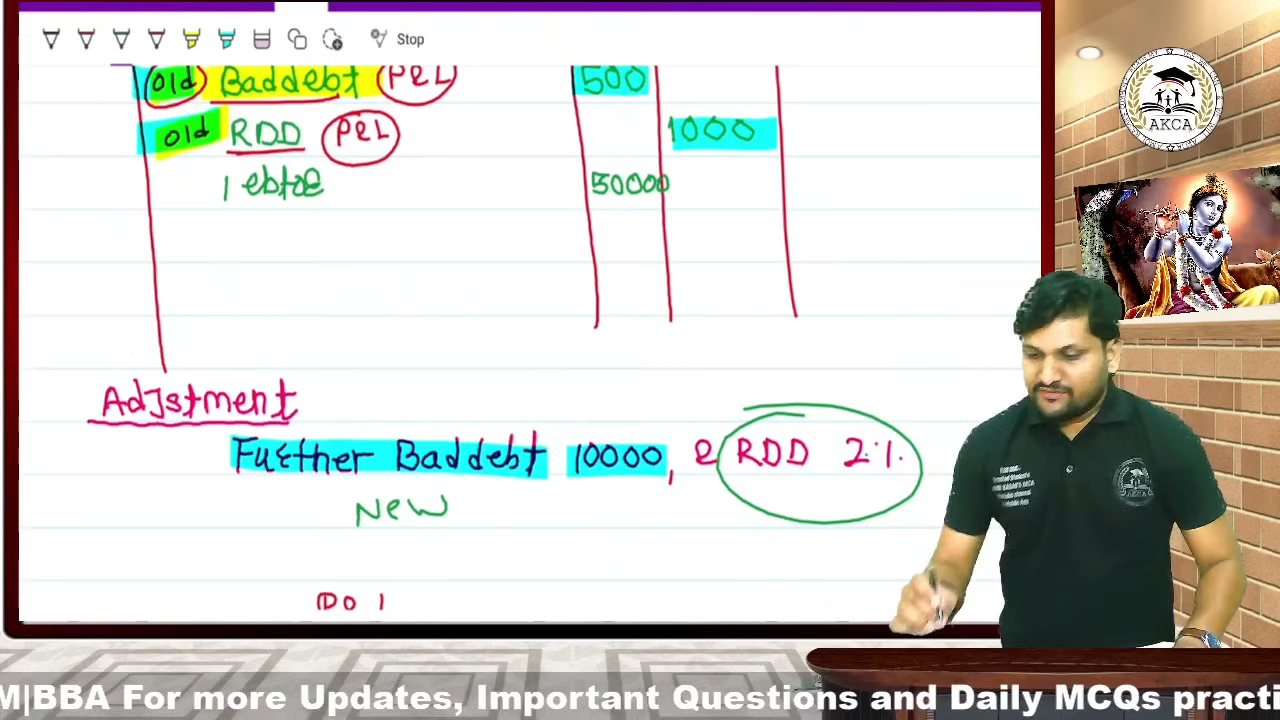 Stop
old Baddebt P&L 500
old RDD P&L 1000
50000
Adjstment
Further Baddebt 10000, & RDD 2%
New
AKCA
M|BBA For more Updates, Important Questions and Daily MCQs practi